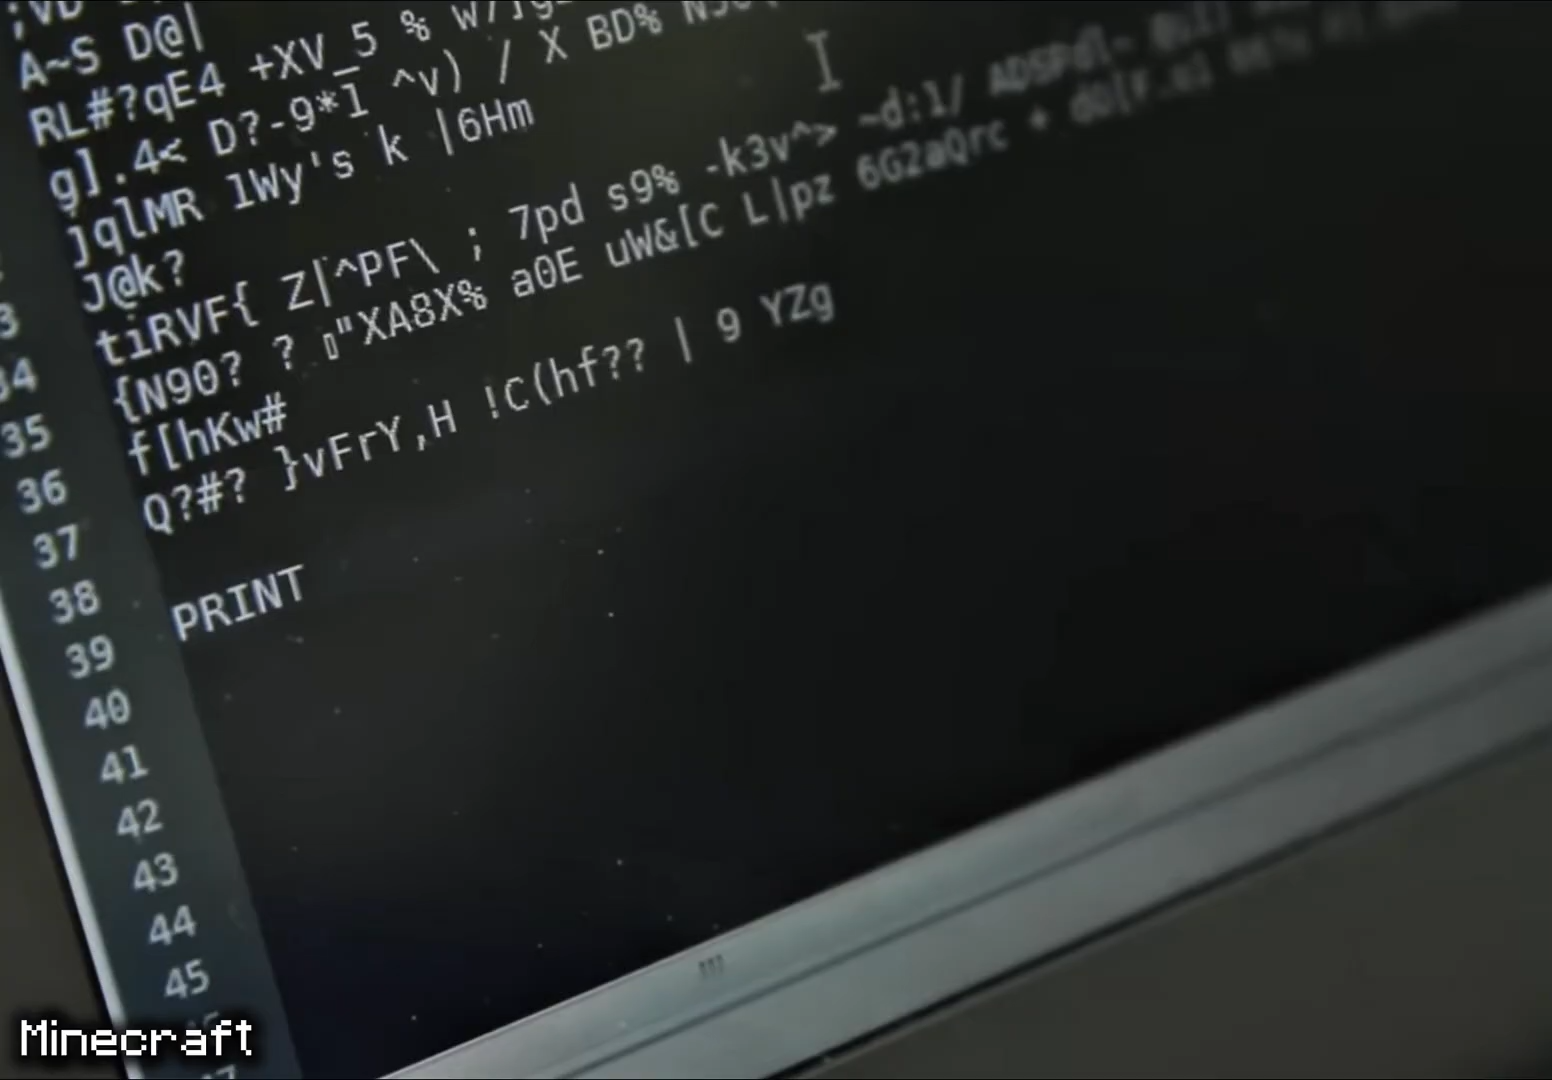 A~S D@|
RL#?qE4 +XV_5 %
g].4< D?-9*l ^v) / X BD%
]qlMR 1Wy's k |6Hm
J@k?
tiRVF{ Z|^PF\ ; 7pd s9% -k3v^> ~d:1/
{N90? ? ▯"XA8X% a0E uW&[C L|pz 6G2aQrc +
f[hKw#
Q?#? }vFrY,H !C(hf?? | 9 YZg
PRINT
34
35
36
37
38
39
40
41
42
43
44
45
Minecraft